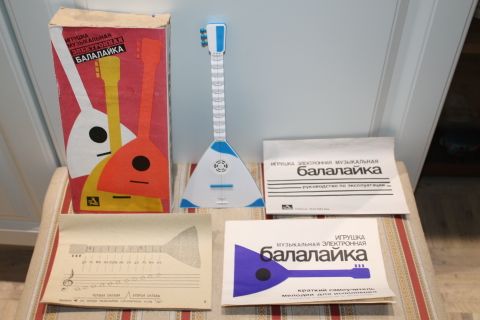 ИГРУШКА
МУЗЫКАЛЬНАЯ
ЭЛЕКТРОННАЯ
БАЛАЛАЙКА
ИГРУШКА ЭЛЕКТРОННАЯ МУЗЫКАЛЬНАЯ
балалайка
руководство по эксплуатации
ИГРУШКА
МУЗЫКАЛЬНАЯ ЭЛЕКТРОННАЯ
балалайка
краткий самоучитель
мелодии для исполнения